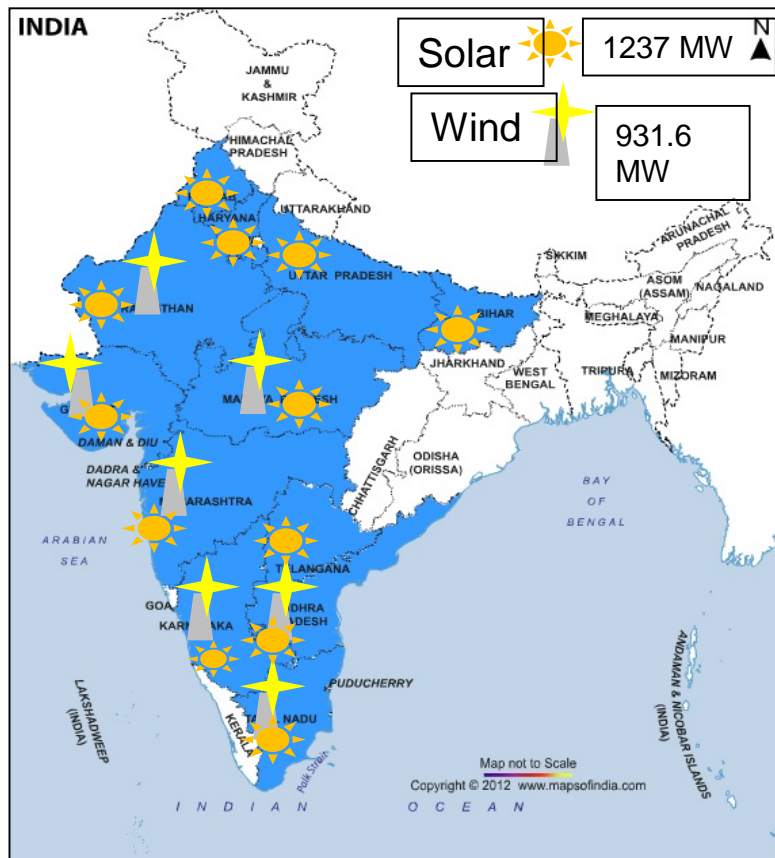 INDIA
Solar
1237 MW
N
Wind
931.6
MW
JAMMU
&
KASHMIR
HIMACHAL
PRADESH
HARYANA
UTTARAKHAND
UTTAR PRADESH
ARUNACHAL
PRADESH
SIKKIM
ASOM
(ASSAM)
NAGALAND
BIHAR
MEGHALAYA
MANIPUR
JHARKHAND
WEST
BENGAL
TRIPURA
MIZORAM
DAMAN & DIU
DADRA &
NAGAR HAVE
CHHATTISGARH
ODISHA
(ORISSA)
BAY
OF
BENGAL
ARABIAN
SEA
GOA
PUDUCHERRY
LAKSHADWEEP
(INDIA)
KERALA
NADU
Palk Strait
ANDAMAN & NICOBAR ISLANDS
(INDIA)
Map not to Scale
Copyright © 2012 www.mapsofindia.com
INDIAN OCEAN